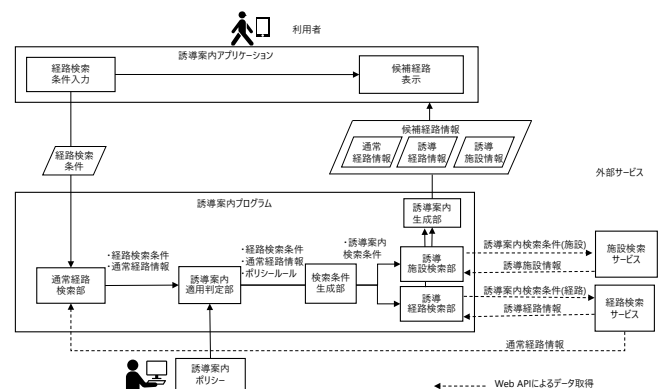 利用者
誘導案内アプリケーション
経路検索
条件入力
候補経路
表示
経路検索
条件
候補経路情報
通常
経路情報
誘導
経路情報
誘導
施設情報
外部サービス
誘導案内プログラム
誘導案内
生成部
・経路検索条件
・通常経路情報
・経路検索条件
・通常経路情報
・ポリシールール
・誘導案内
検索条件
通常経路
検索部
誘導案内
適用判定部
検索条件
生成部
誘導
施設検索部
誘導
経路検索部
誘導案内検索条件(施設)
誘導施設情報
施設検索
サービス
誘導案内検索条件(経路)
誘導経路情報
経路検索
サービス
通常経路情報
誘導案内
ポリシー
Web APIによるデータ取得